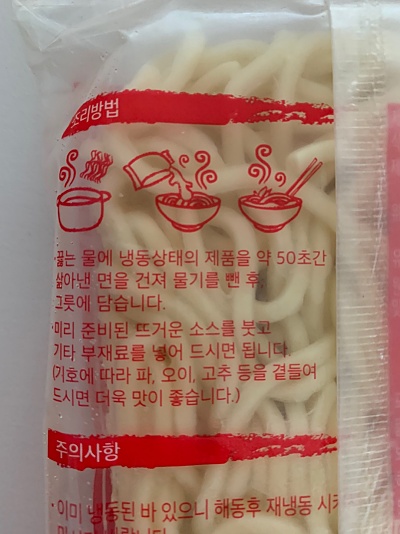 조리방법
·끓는 물에 냉동상태의 제품을 약 50초간
삶아낸 면을 건져 물기를 뺀 후,
그릇에 담습니다.
·미리 준비된 뜨거운 소스를 붓고
기타 부재료를 넣어 드시면 됩니다.
(기호에 따라 파, 오이, 고추 등을 곁들여
드시면 더욱 맛이 좋습니다.)
주의사항
·이미 냉동된 바 있으니 해동후 재냉동 시키